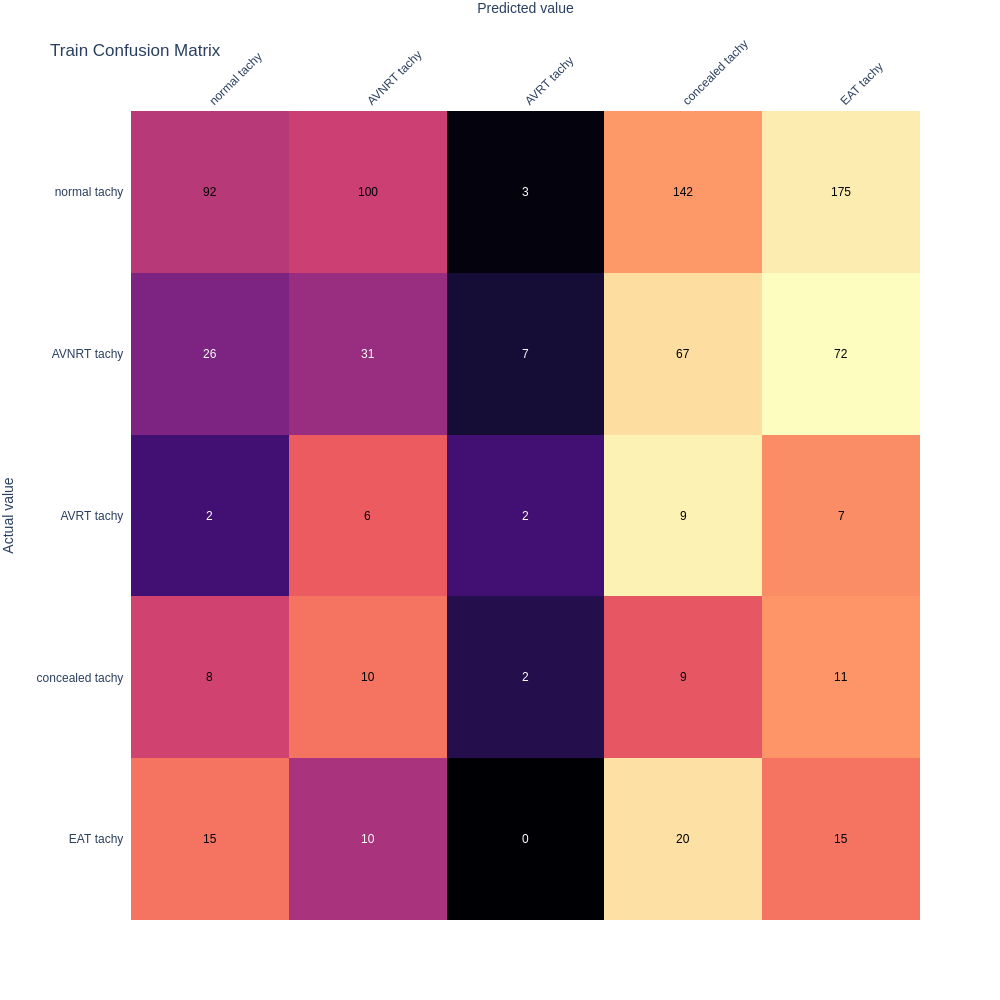 Predicted value
Train Confusion Matrix
normal tachy
AVNRT tachy
AVRT tachy
concealed tachy
EAT tachy
Actual value
normal tachy 92 100 3 142 175
AVNRT tachy 26 31 7 67 72
AVRT tachy 2 6 2 9 7
concealed tachy 8 10 2 9 11
EAT tachy 15 10 0 20 15